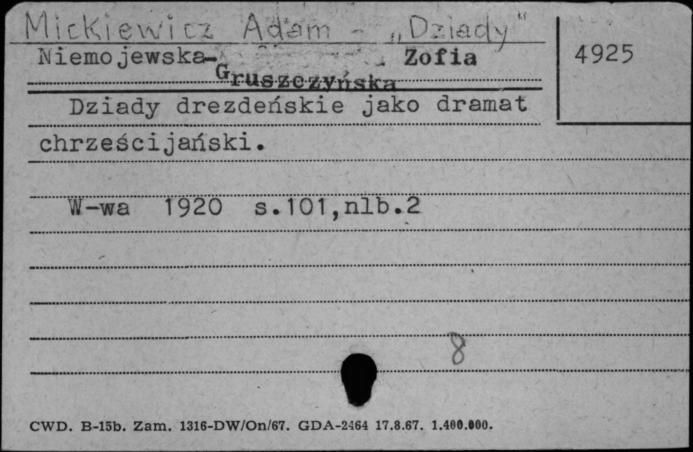 Mickiewicz Adam - „Dziady"
Niemojewska- Zofia
Gruszczyńska
4925
Dziady drezdeńskie jako dramat
chrześcijański.
W-wa 1920 s.101,nlb.2
8
CWD. B-15b. Zam. 1316-DW/On/67. GDA-2464 17.8.67. 1.400.000.